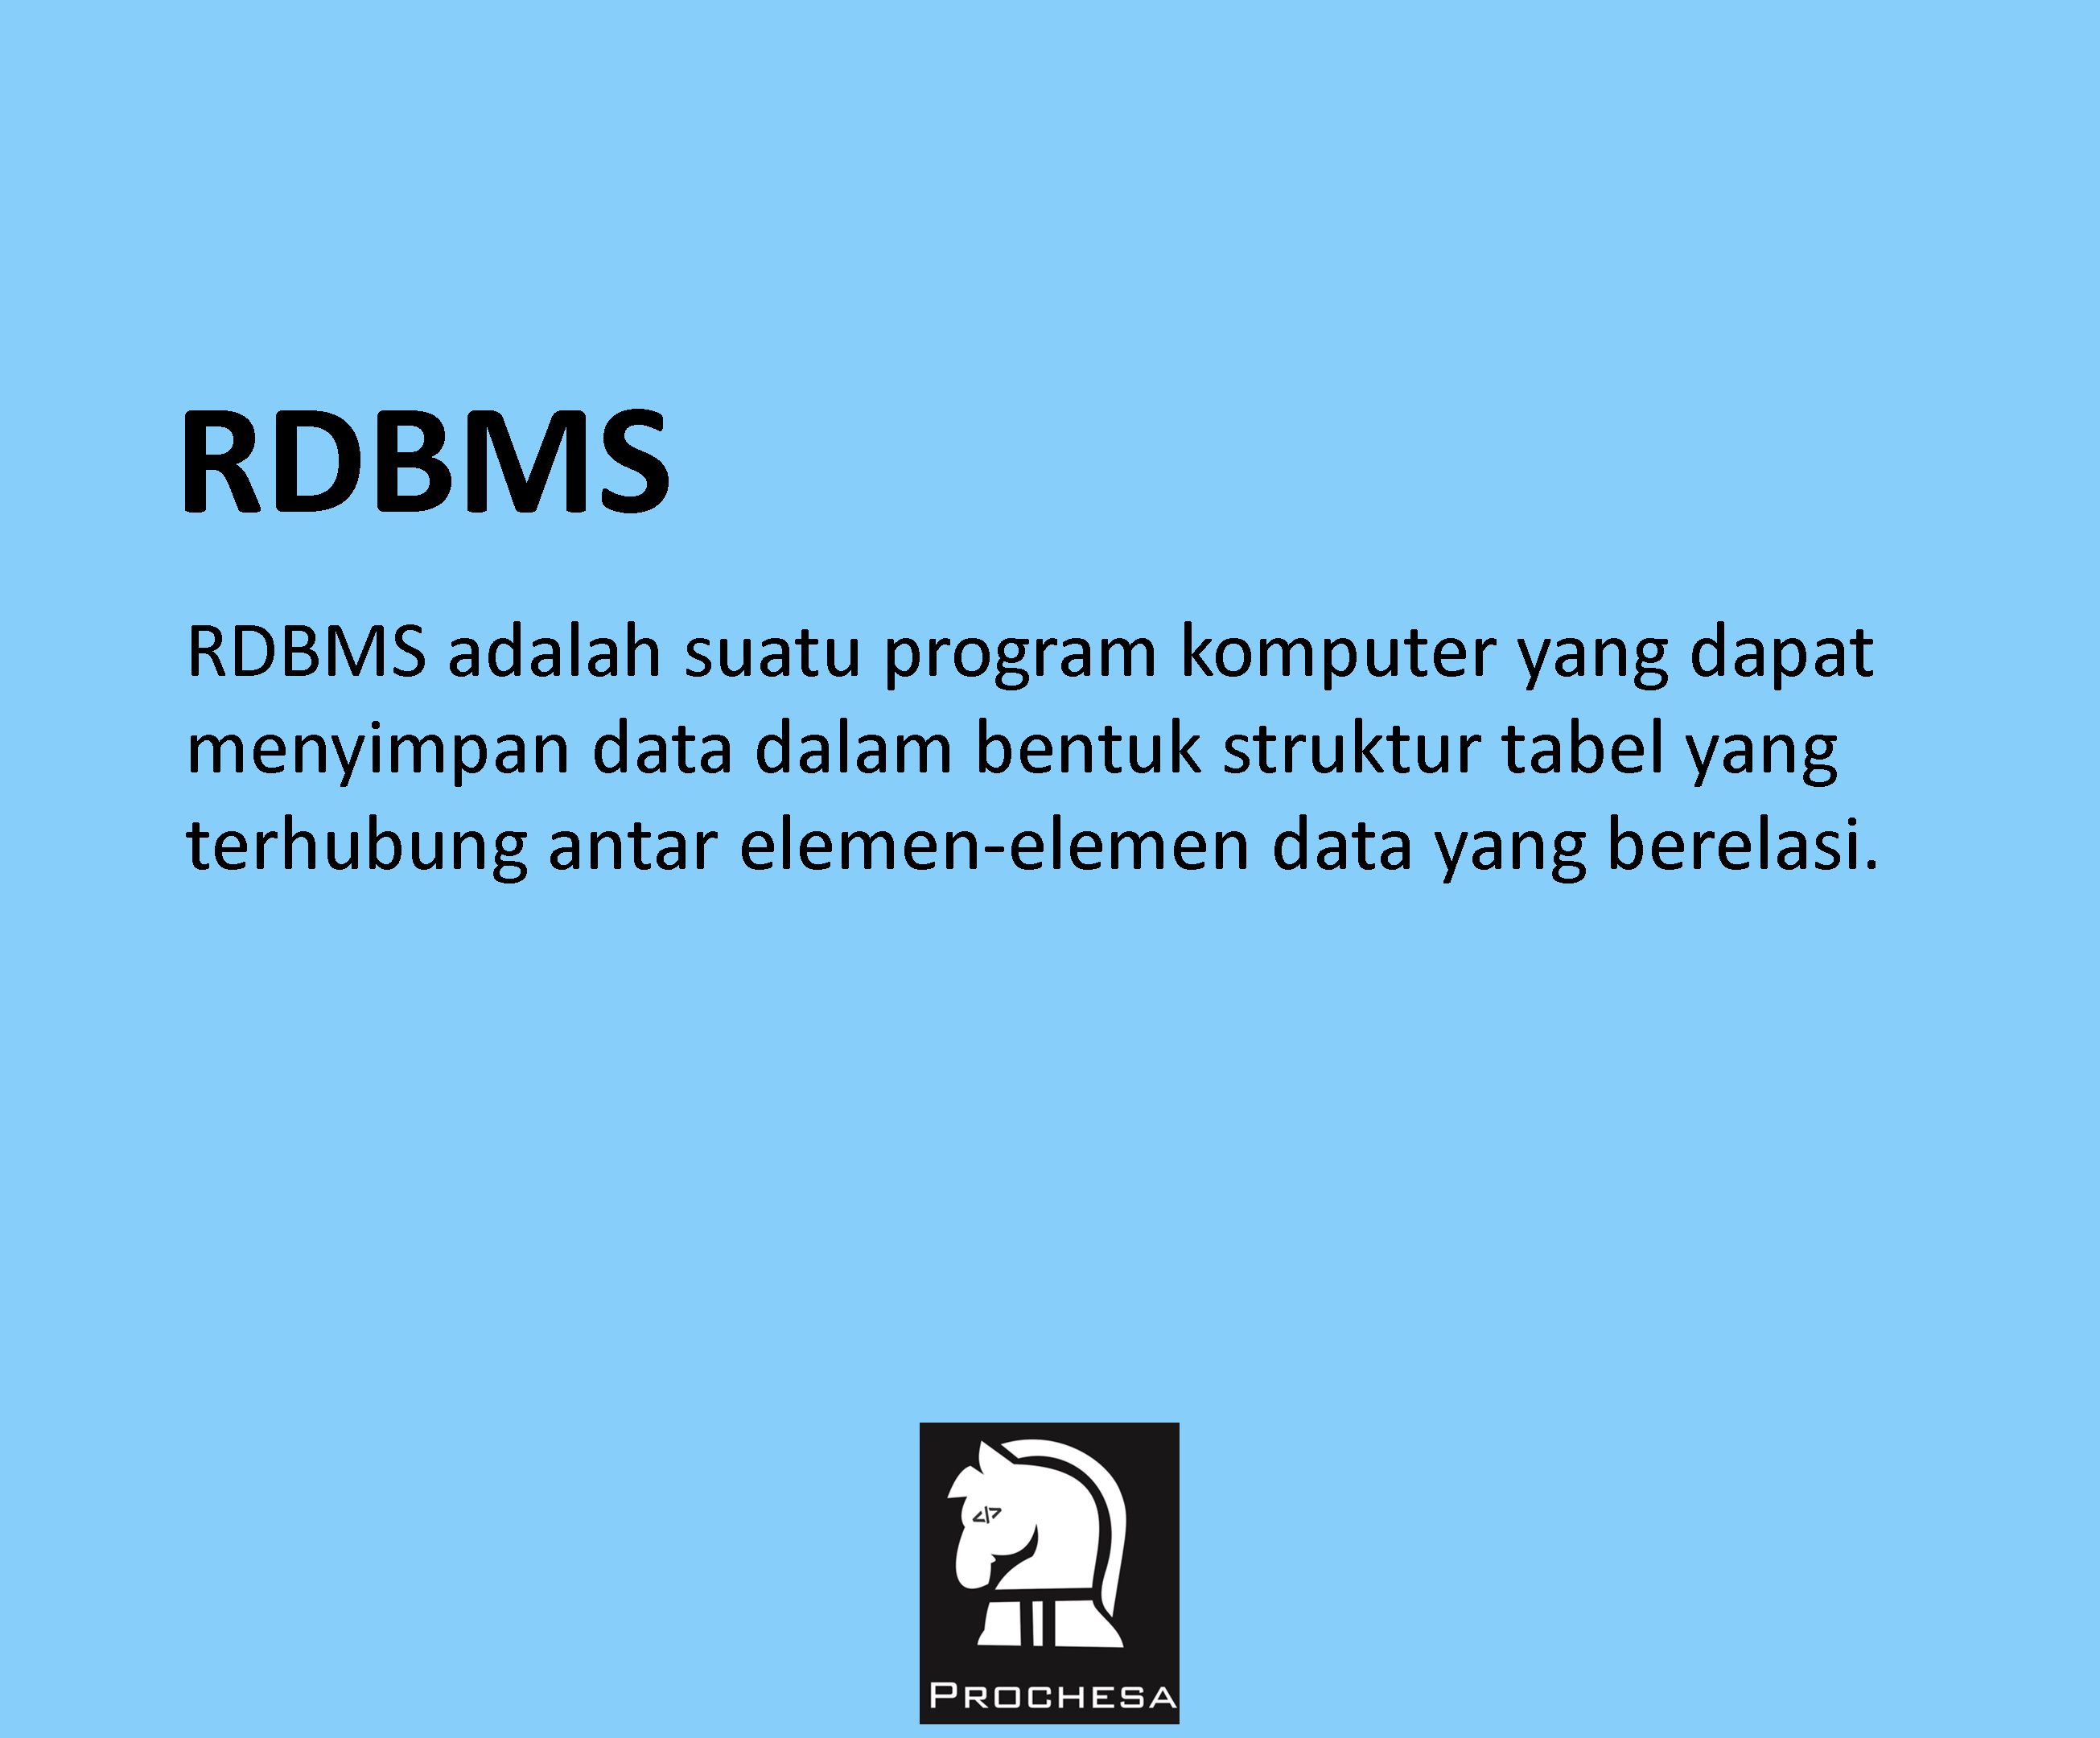 RDBMS
RDBMS adalah suatu program komputer yang dapat
menyimpan data dalam bentuk struktur tabel yang
terhubung antar elemen-elemen data yang berelasi.
</>
PROCHESA